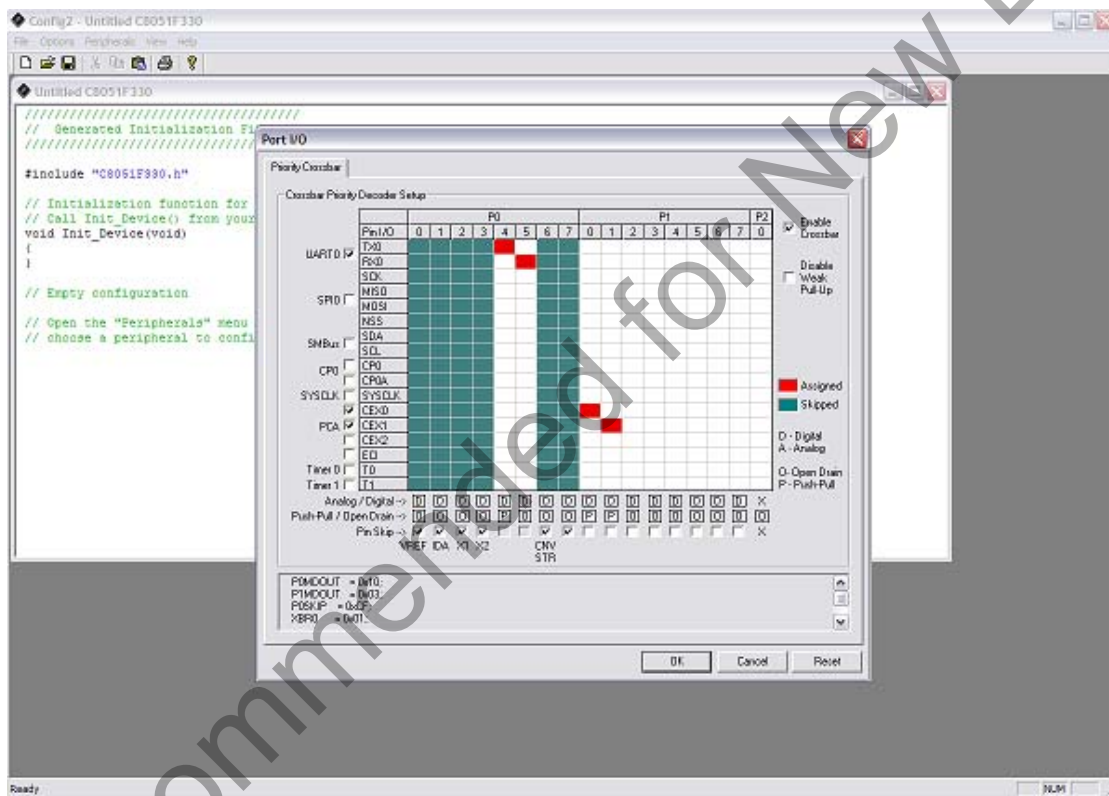 Config2 - Untitled C8051F330
File Options Peripherals View Help
Untitled C8051F330
////////////////////////////////////
// Generated Initialization Fi
#include "C8051F330.h"
// Initialization function for
// Call Init_Device() from your
void Init_Device(void)
{
}
// Empty configuration
// Open the "Peripherals" menu
// choose a peripheral to confi
Port I/O
Priority Crossbar
Crossbar Priority Decoder Setup
P0 P1 P2
Pin I/O 0 1 2 3 4 5 6 7 0 1 2 3 4 5 6 7 0
UART0 TX0
RX0
SCK
SPI0 MISO
MOSI
NSS
SMBus SDA
SCL
CP0 CP0
CP0A
SYSCLK SYSCLK
CEX0
PCA CEX1
CEX2
ECI
Timer 0 T0
Timer 1 T1
Analog / Digital-> D D D D D D D D D D D D D D D D X
Push-Pull / Open Drain-> O O O O P O O O P P O O O O O O O
Pin Skip-> X
VREF IDA X1 X2 CNV
STR
Enable
Crossbar
Disable
Weak
Pull-Up
Assigned
Skipped
D - Digital
A - Analog
O - Open Drain
P - Push-Pull
P0MDOUT = 0x10;
P1MDOUT = 0x03;
P0SKIP = 0xCF;
XBR0 = 0x01;
OK Cancel Reset
Ready NUM
ommended for New